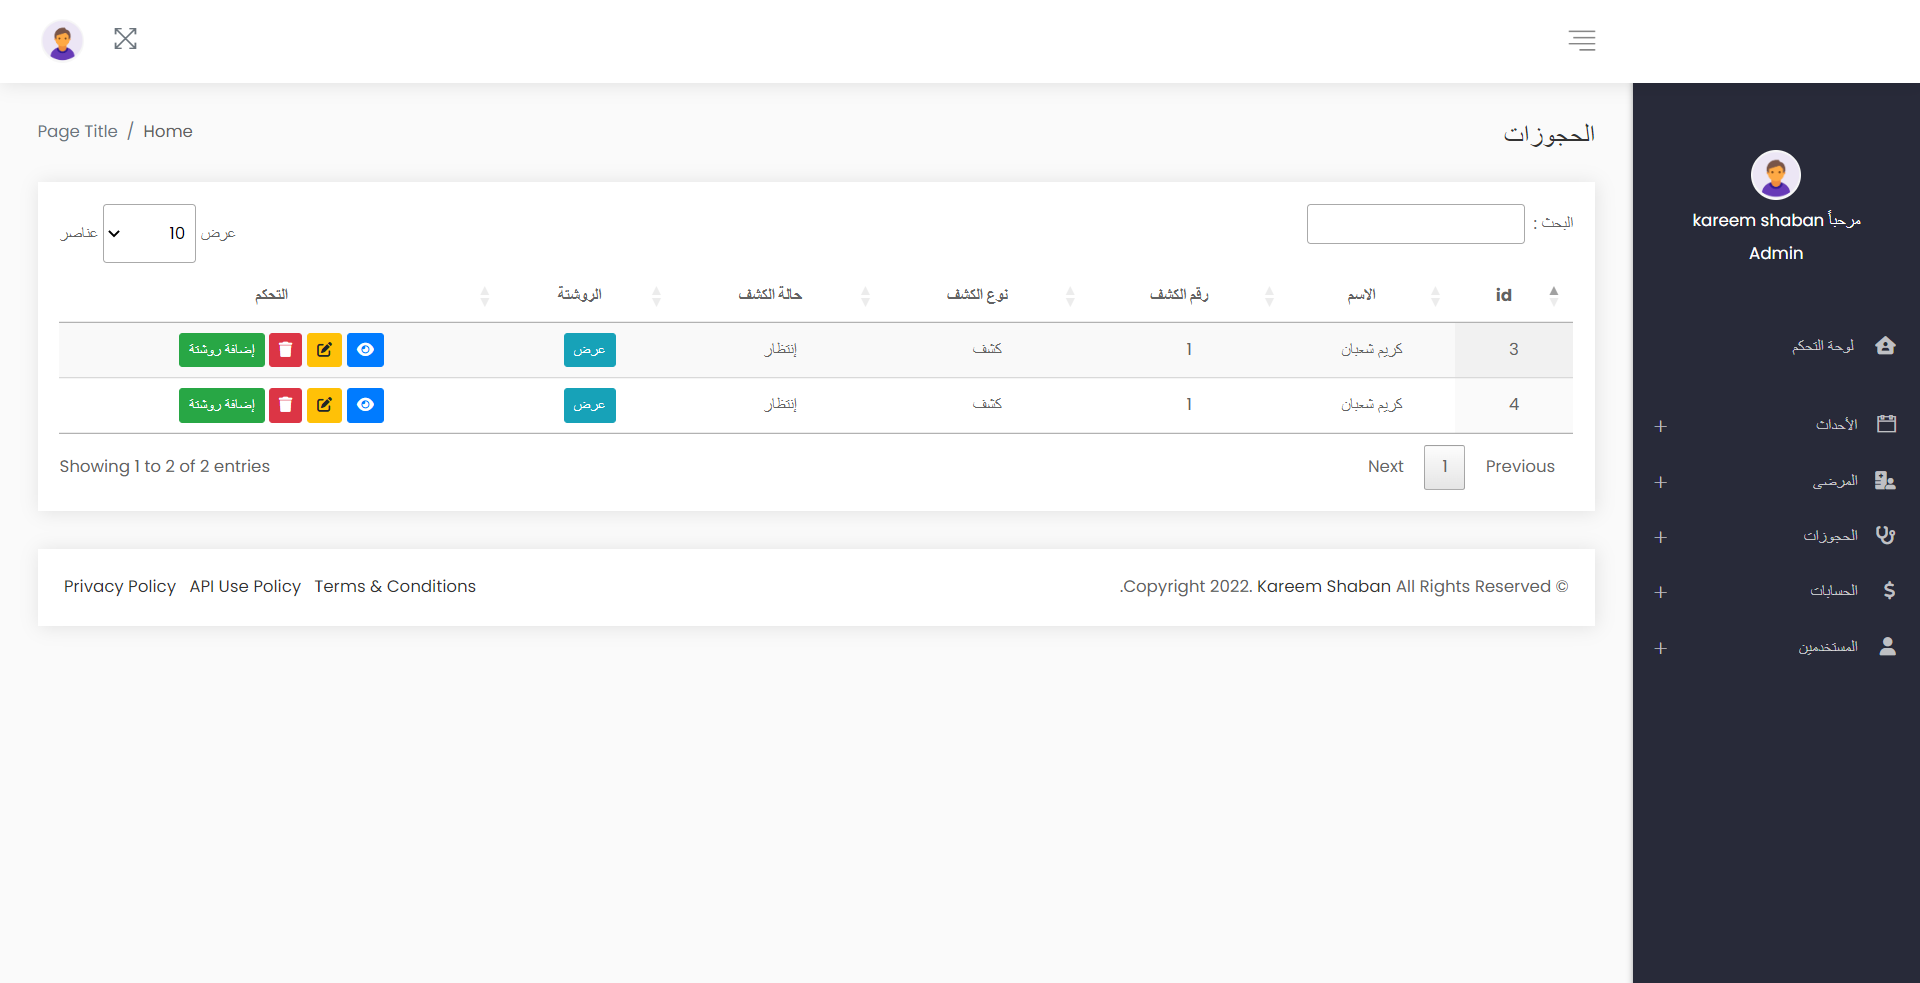 مرحبأ kareem shaban
Admin
لوحة التحكم
الأحداث
المرضى
الحجوزات
الحسابات
المستخدمين
الحجوزات
Page Title / Home
البحث :
عرض 10 عناصر
id الاسم رقم الكشف نوع الكشف حالة الكشف الروشتة التحكم
3 كريم شعبان 1 كشف إنتظار عرض إضافة روشتة
4 كريم شعبان 1 كشف إنتظار عرض إضافة روشتة
Showing 1 to 2 of 2 entries
Next 1 Previous
.Copyright 2022. Kareem Shaban All Rights Reserved ©
Privacy Policy API Use Policy Terms & Conditions